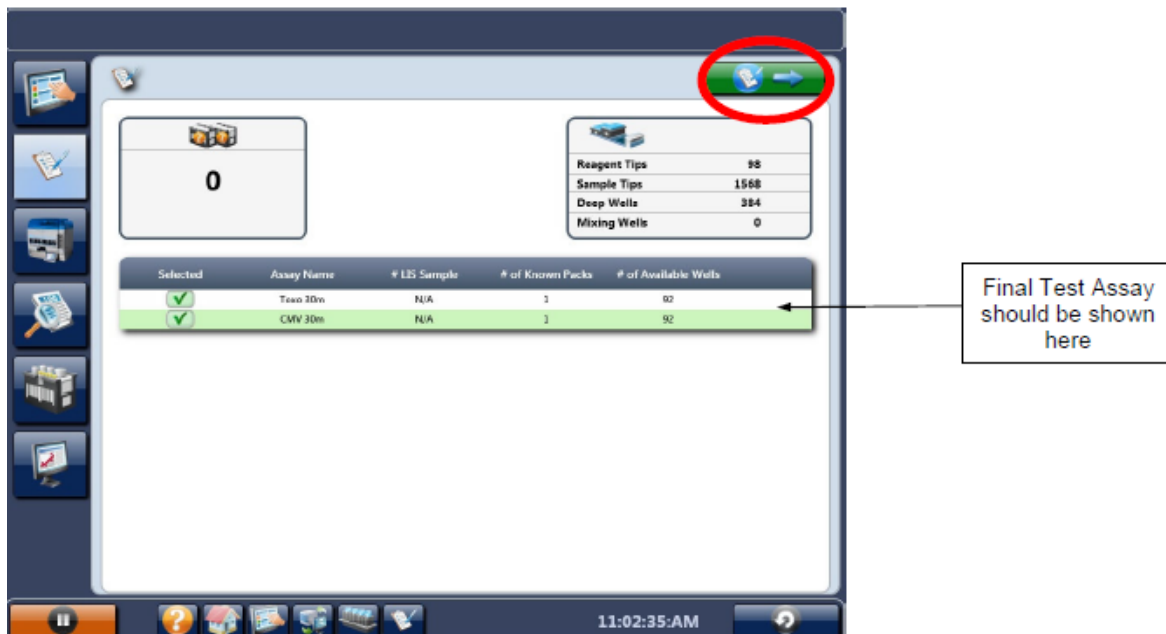 0
Reagent Tips 98
Sample Tips 1568
Deep Wells 384
Mixing Wells 0
Selected Assay Name # LIS Sample # of Known Packs # of Available Wells
Toxo 30m N/A 1 92
CMV 30m N/A 1 92
Final Test Assay
should be shown
here
11:02:35:AM